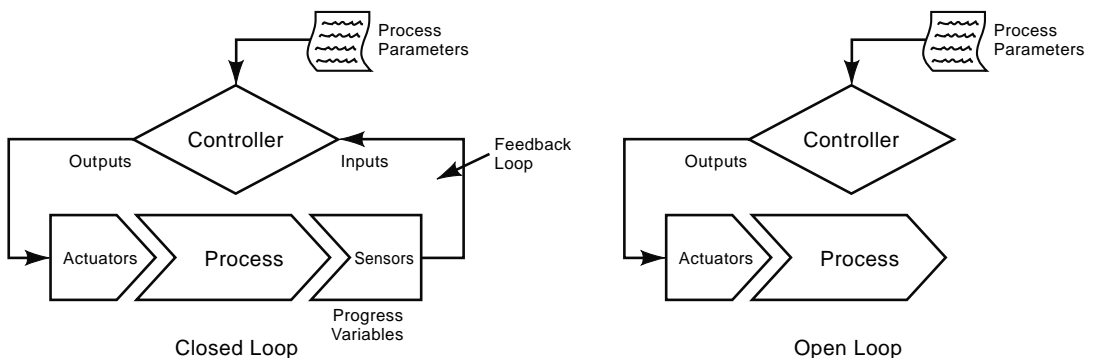 Process
Parameters
Controller
Outputs
Inputs
Feedback
Loop
Actuators
Process
Sensors
Progress
Variables
Closed Loop
Process
Parameters
Controller
Outputs
Actuators
Process
Open Loop